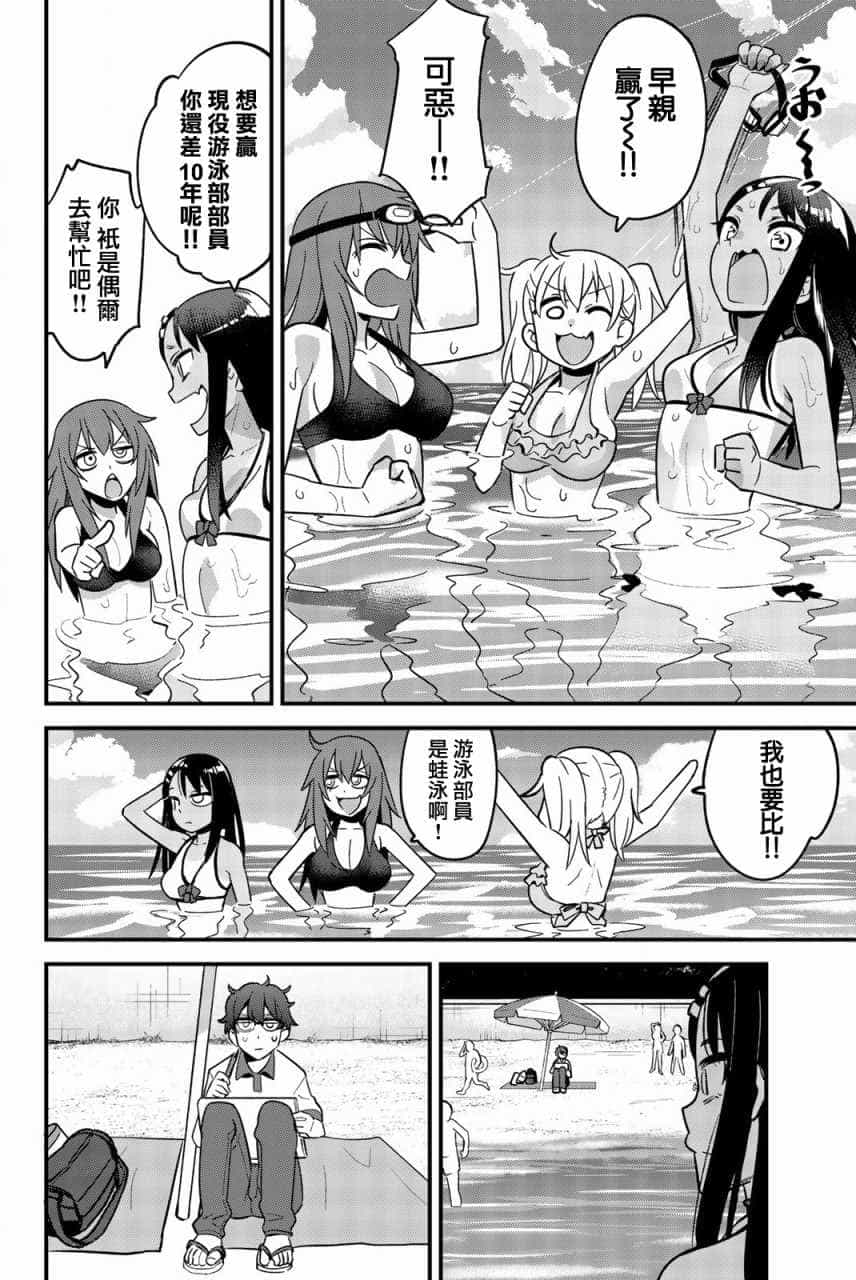 うお～っ
早親
贏了～!!
可惡ー!!
想要贏
現役游泳部部員
你還差10年呢!!
你衹是偶爾
去幫忙吧!!
我也要比!!
游泳部員
是蛙泳啊!